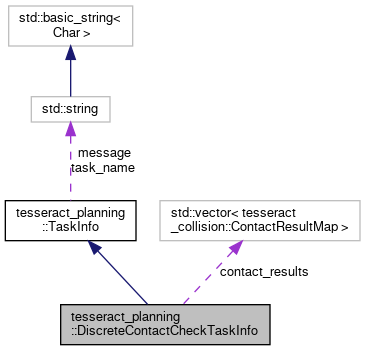 std::basic_string<
Char >
std::string
message
task_name
tesseract_planning
::TaskInfo
std::vector< tesseract
_collision::ContactResultMap >
contact_results
tesseract_planning
::DiscreteContactCheckTaskInfo